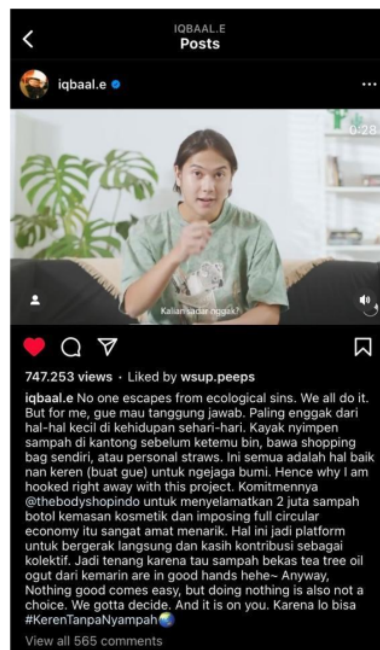 IQBAAL.E
Posts
iqbaal.e
0:28
Kalian sadar nggak?
747.253 views · Liked by wsup.peeps
iqbaal.e No one escapes from ecological sins. We all do it.
But for me, gue mau tanggung jawab. Paling enggak dari
hal-hal kecil di kehidupan sehari-hari. Kayak nyimpen
sampah di kantong sebelum ketemu bin, bawa shopping
bag sendiri, atau personal straws. Ini semua adalah hal baik
nan keren (buat gue) untuk ngejaga bumi. Hence why I am
hooked right away with this project. Komitmennya
@thebodyshopindo untuk menyelamatkan 2 juta sampah
botol kemasan kosmetik dan imposing full circular
economy itu sangat amat menarik. Hal ini jadi platform
untuk bergerak langsung dan kasih kontribusi sebagai
kolektif. Jadi tenang karena tau sampah bekas tea tree oil
ogut dari kemarin are in good hands hehe~ Anyway,
Nothing good comes easy, but doing nothing is also not a
choice. We gotta decide. And it is on you. Karena lo bisa
#KerenTanpaNyampah🌏
View all 565 comments